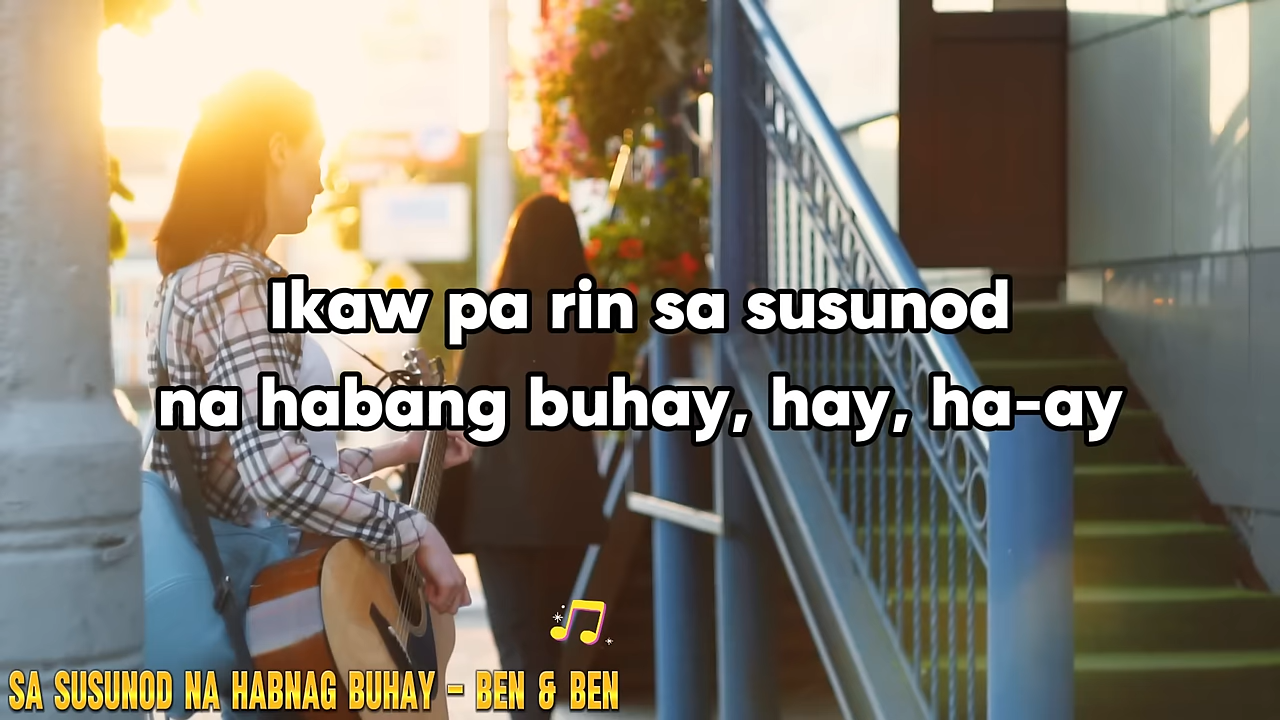 Ikaw pa rin sa susunod
na habang buhay, hay, ha-ay
SA SUSUNOD NA HABNAG BUHAY - BEN & BEN